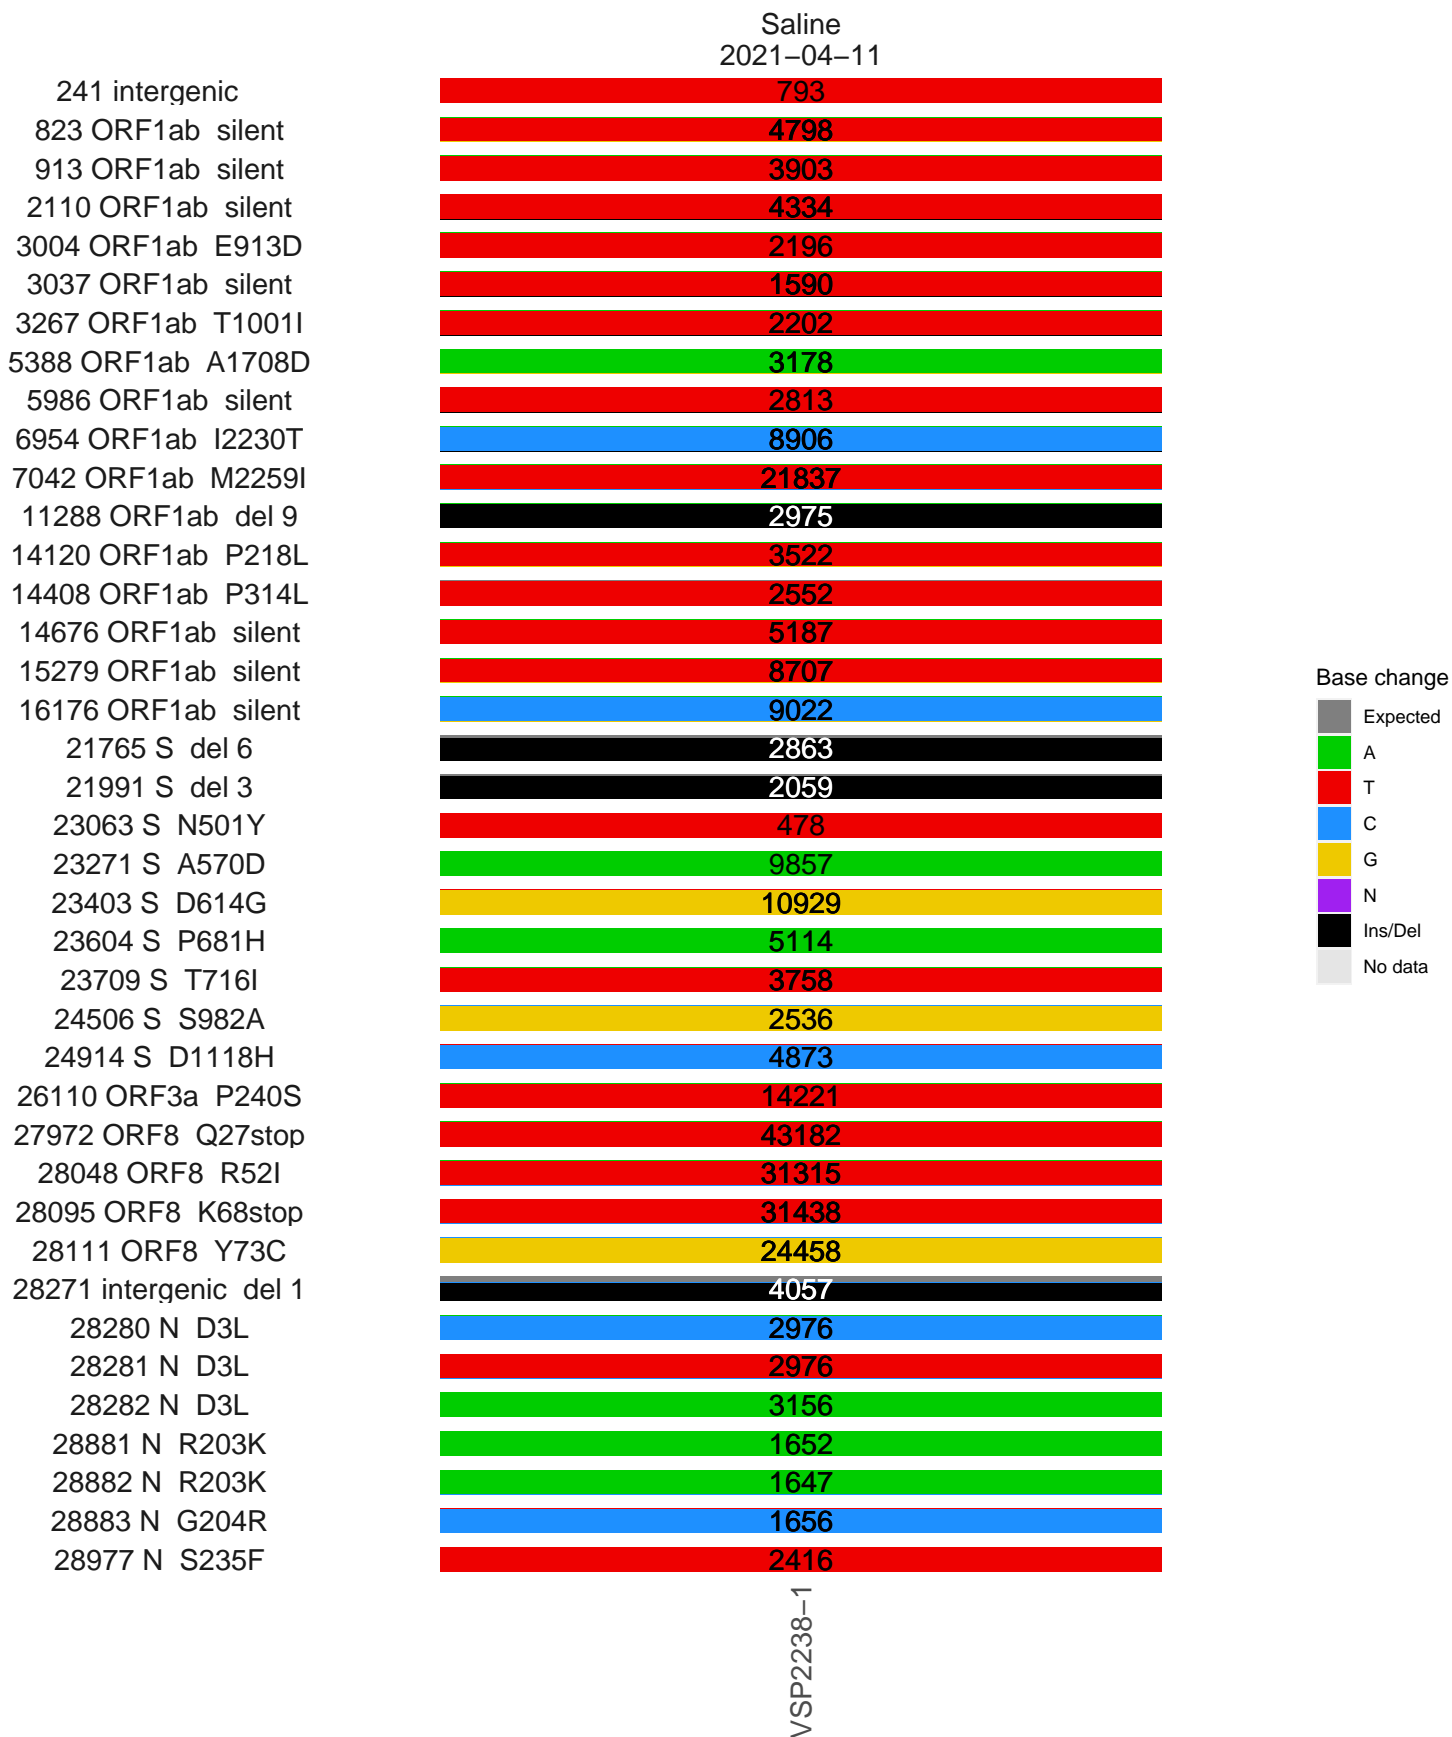 Saline
2021−04−11
241 intergenic 793
823 ORF1ab silent 4798
913 ORF1ab silent 3903
2110 ORF1ab silent 4334
3004 ORF1ab E913D 2196
3037 ORF1ab silent 1590
3267 ORF1ab T1001I 2202
5388 ORF1ab A1708D 3178
5986 ORF1ab silent 2813
6954 ORF1ab I2230T 8906
7042 ORF1ab M2259I 21837
11288 ORF1ab del 9 2975
14120 ORF1ab P218L 3522
14408 ORF1ab P314L 2552
14676 ORF1ab silent 5187
15279 ORF1ab silent 8707
16176 ORF1ab silent 9022
21765 S del 6 2863
21991 S del 3 2059
23063 S N501Y 478
23271 S A570D 9857
23403 S D614G 10929
23604 S P681H 5114
23709 S T716I 3758
24506 S S982A 2536
24914 S D1118H 4873
26110 ORF3a P240S 14221
27972 ORF8 Q27stop 43182
28048 ORF8 R52I 31315
28095 ORF8 K68stop 31438
28111 ORF8 Y73C 24458
28271 intergenic del 1 4057
28280 N D3L 2976
28281 N D3L 2976
28282 N D3L 3156
28881 N R203K 1652
28882 N R203K 1647
28883 N G204R 1656
28977 N S235F 2416
VSP2238−1
Base change
Expected
A
T
C
G
N
Ins/Del
No data